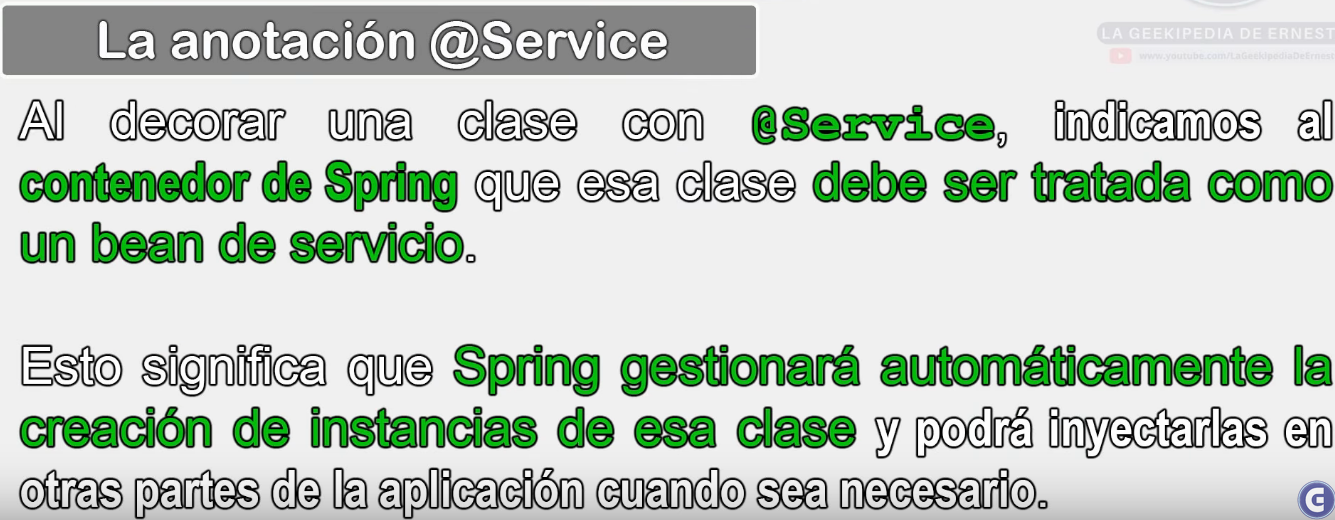 La anotación @Service
LA GEEKIPEDIA DE ERNEST
www.youtube.com/LaGeekipediaDeErnest
Al decorar una clase con @Service, indicamos al
contenedor de Spring que esa clase debe ser tratada como
un bean de servicio.
Esto significa que Spring gestionará automáticamente la
creación de instancias de esa clase y podrá inyectarlas en
otras partes de la aplicación cuando sea necesario.
G